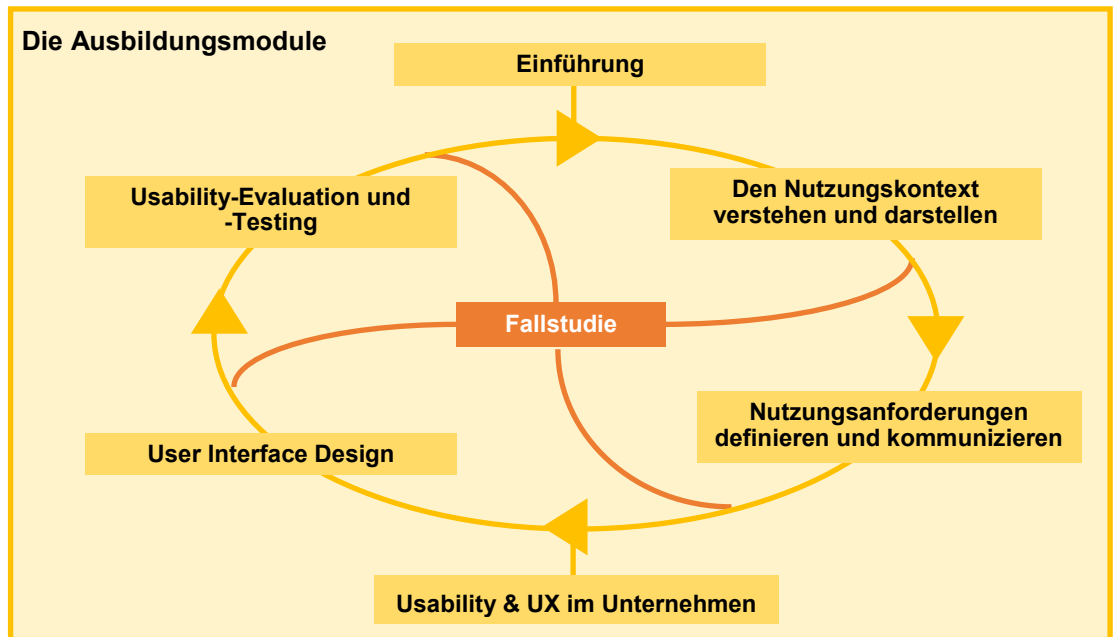 Die Ausbildungsmodule
Einführung
Usability-Evaluation und
-Testing
Den Nutzungskontext
verstehen und darstellen
Fallstudie
Nutzungsanforderungen
definieren und kommunizieren
User Interface Design
Usability & UX im Unternehmen